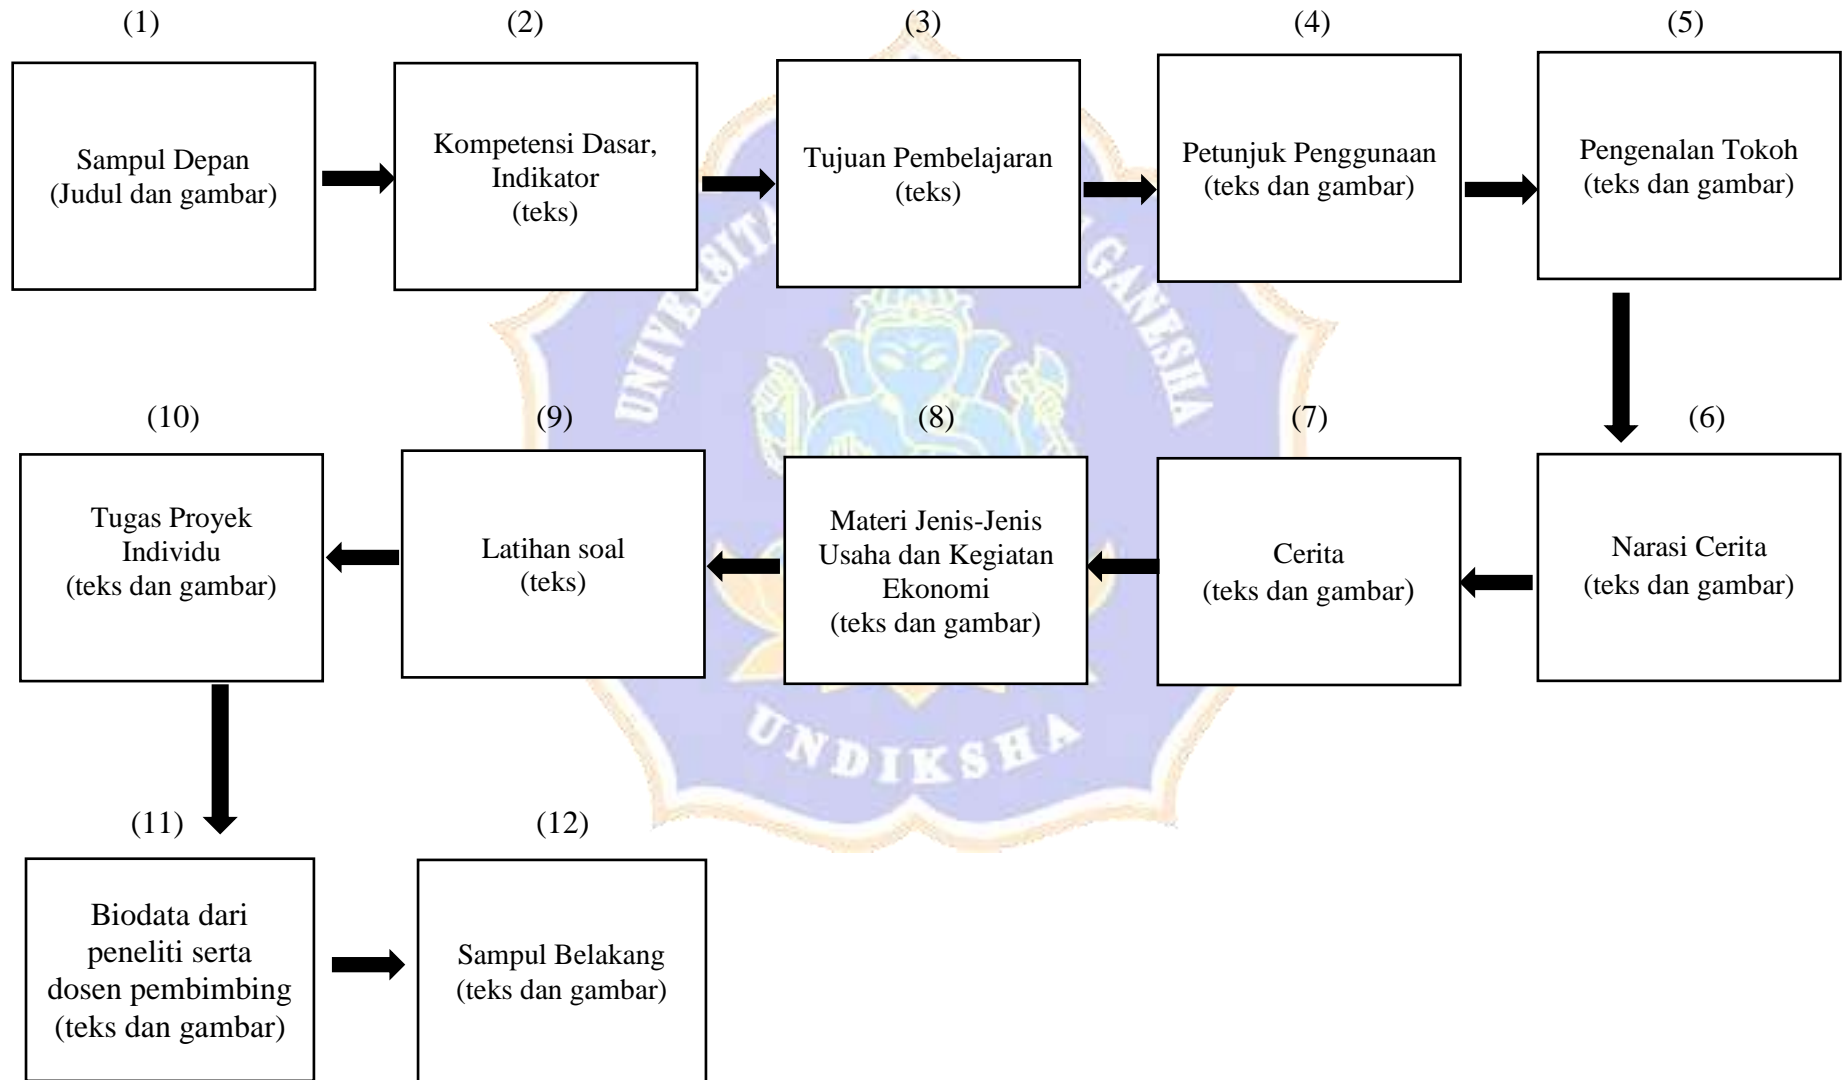 (1)
Sampul Depan
(Judul dan gambar)
(2)
Kompetensi Dasar,
Indikator
(teks)
(3)
Tujuan Pembelajaran
(teks)
(4)
Petunjuk Penggunaan
(teks dan gambar)
(5)
Pengenalan Tokoh
(teks dan gambar)
(6)
Narasi Cerita
(teks dan gambar)
(7)
Cerita
(teks dan gambar)
(8)
Materi Jenis-Jenis
Usaha dan Kegiatan
Ekonomi
(teks dan gambar)
(9)
Latihan soal
(teks)
(10)
Tugas Proyek
Individu
(teks dan gambar)
(11)
Biodata dari
peneliti serta
dosen pembimbing
(teks dan gambar)
(12)
Sampul Belakang
(teks dan gambar)
GANESHA
UNDIKSHA